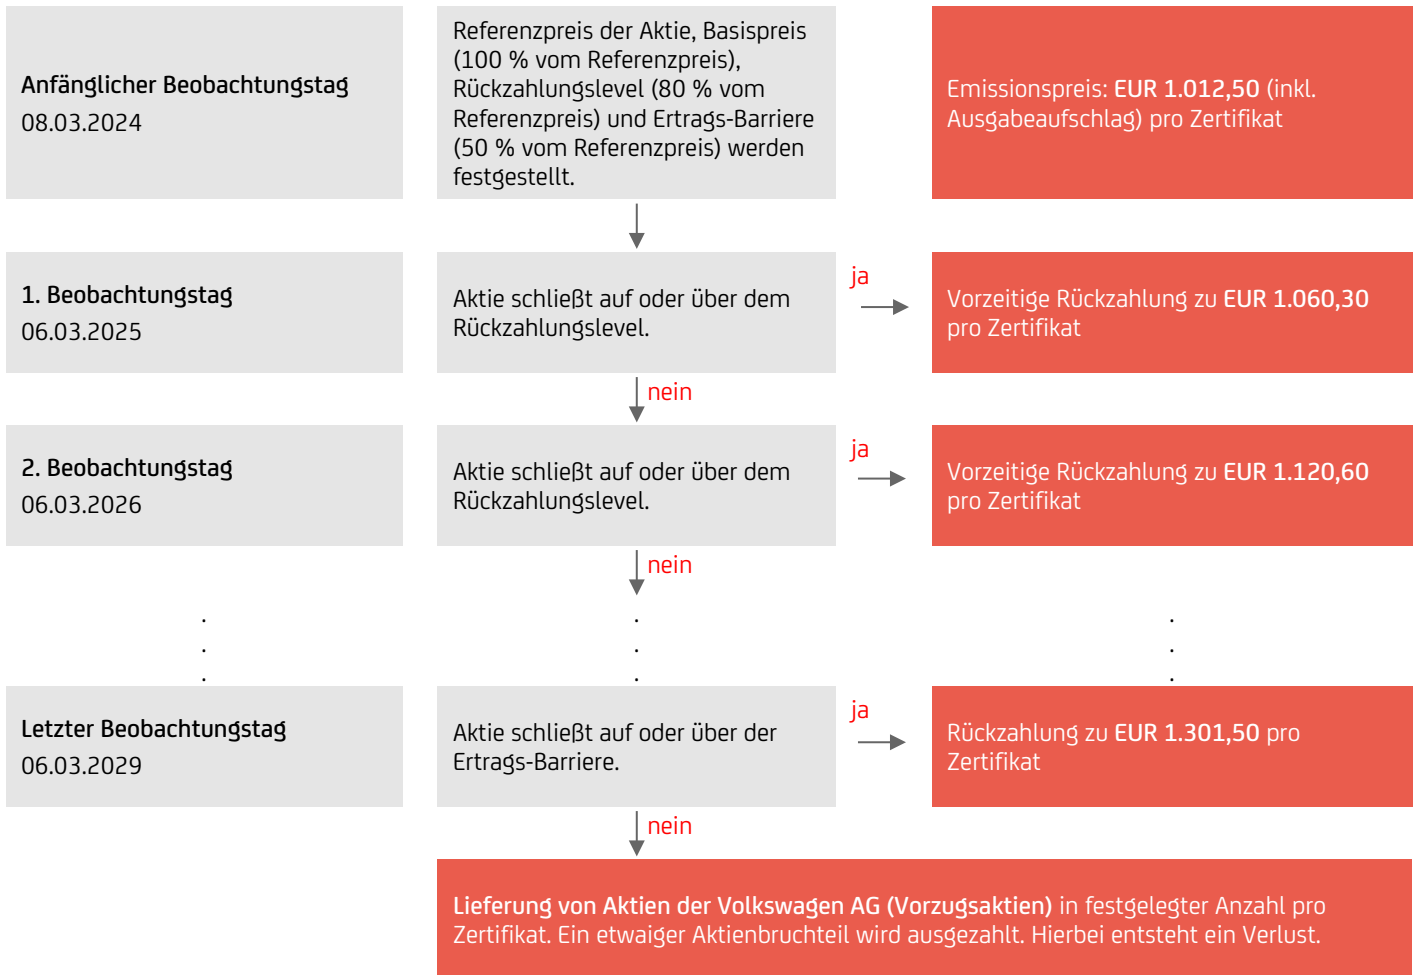 Anfänglicher Beobachtungstag
08.03.2024
Referenzpreis der Aktie, Basispreis
(100 % vom Referenzpreis),
Rückzahlungslevel (80 % vom
Referenzpreis) und Ertrags-Barriere
(50 % vom Referenzpreis) werden
festgestellt.
Emissionspreis: EUR 1.012,50 (inkl.
Ausgabeaufschlag) pro Zertifikat
1. Beobachtungstag
06.03.2025
Aktie schließt auf oder über dem
Rückzahlungslevel.
ja
Vorzeitige Rückzahlung zu EUR 1.060,30
pro Zertifikat
nein
2. Beobachtungstag
06.03.2026
Aktie schließt auf oder über dem
Rückzahlungslevel.
ja
Vorzeitige Rückzahlung zu EUR 1.120,60
pro Zertifikat
nein
. . .
. . .
. . .
Letzter Beobachtungstag
06.03.2029
Aktie schließt auf oder über der
Ertrags-Barriere.
ja
Rückzahlung zu EUR 1.301,50 pro
Zertifikat
nein
Lieferung von Aktien der Volkswagen AG (Vorzugsaktien) in festgelegter Anzahl pro
Zertifikat. Ein etwaiger Aktienbruchteil wird ausgezahlt. Hierbei entsteht ein Verlust.